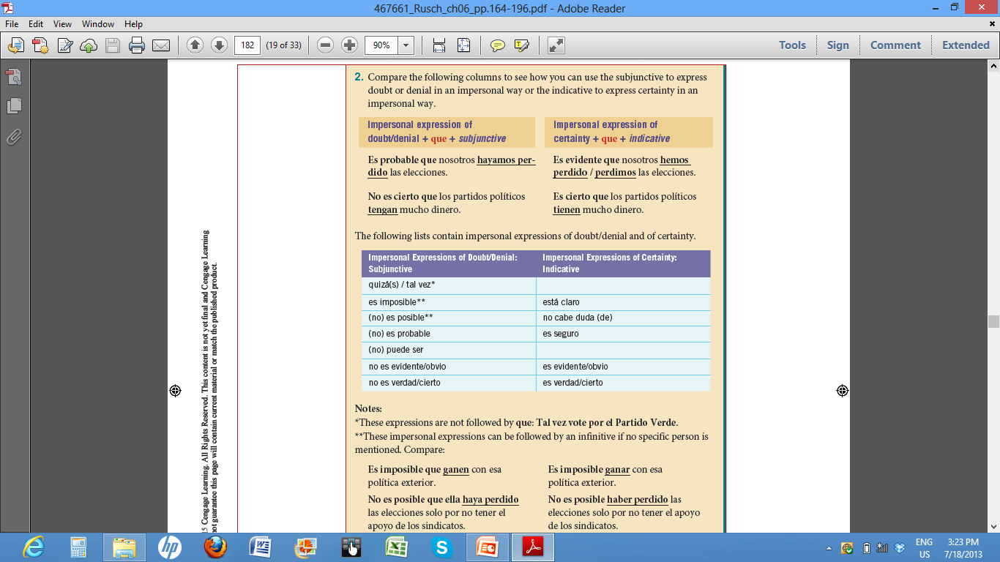 467661_Rusch_ch06_pp.164-196.pdf - Adobe Reader
File Edit View Window Help
182 (19 of 33) 90% Tools Sign Comment Extended
2. Compare the following columns to see how you can use the subjunctive to express
doubt or denial in an impersonal way or the indicative to express certainty in an
impersonal way.
Impersonal expression of
doubt/denial + que + subjunctive
Impersonal expression of
certainty + que + indicative
Es probable que nosotros hayamos per-
dido las elecciones.
Es evidente que nosotros hemos
perdido / perdimos las elecciones.
No es cierto que los partidos políticos
tengan mucho dinero.
Es cierto que los partidos políticos
tienen mucho dinero.
The following lists contain impersonal expressions of doubt/denial and of certainty.
Impersonal Expressions of Doubt/Denial:
Subjunctive
Impersonal Expressions of Certainty:
Indicative
quizá(s) / tal vez*
es imposible** está claro
(no) es posible** no cabe duda (de)
(no) es probable es seguro
(no) puede ser
no es evidente/obvio es evidente/obvio
no es verdad/cierto es verdad/cierto
Notes:
*These expressions are not followed by que: Tal vez vote por el Partido Verde.
**These impersonal expressions can be followed by an infinitive if no specific person is
mentioned. Compare:
Es imposible que ganen con esa
política exterior.
Es imposible ganar con esa
política exterior.
No es posible que ella haya perdido
las elecciones solo por no tener el
apoyo de los sindicatos.
No es posible haber perdido las
elecciones solo por no tener el apoyo
de los sindicatos.
5 Cengage Learning. All Rights Reserved. This content is not yet final and Cengage Learning
not guarantee this page will contain current material or match the published product.
ENG
US
3:23 PM
7/18/2013